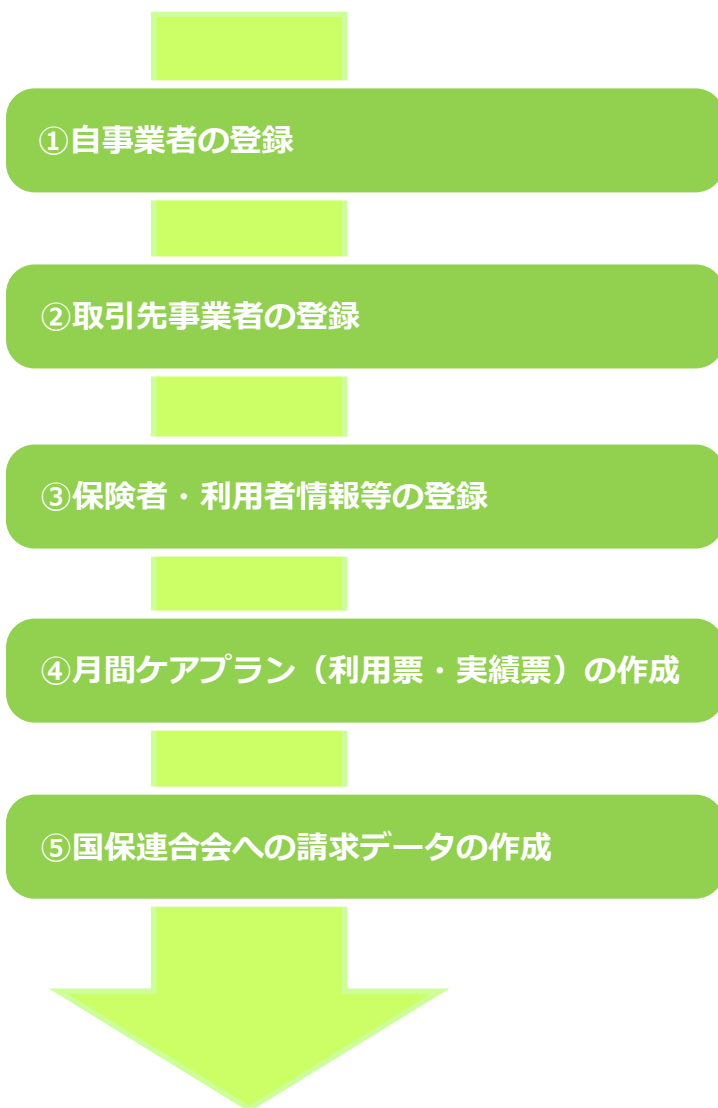 ①自事業者の登録
②取引先事業者の登録
③保険者・利用者情報等の登録
④月間ケアプラン（利用票・実績票）の作成
⑤国保連合会への請求データの作成